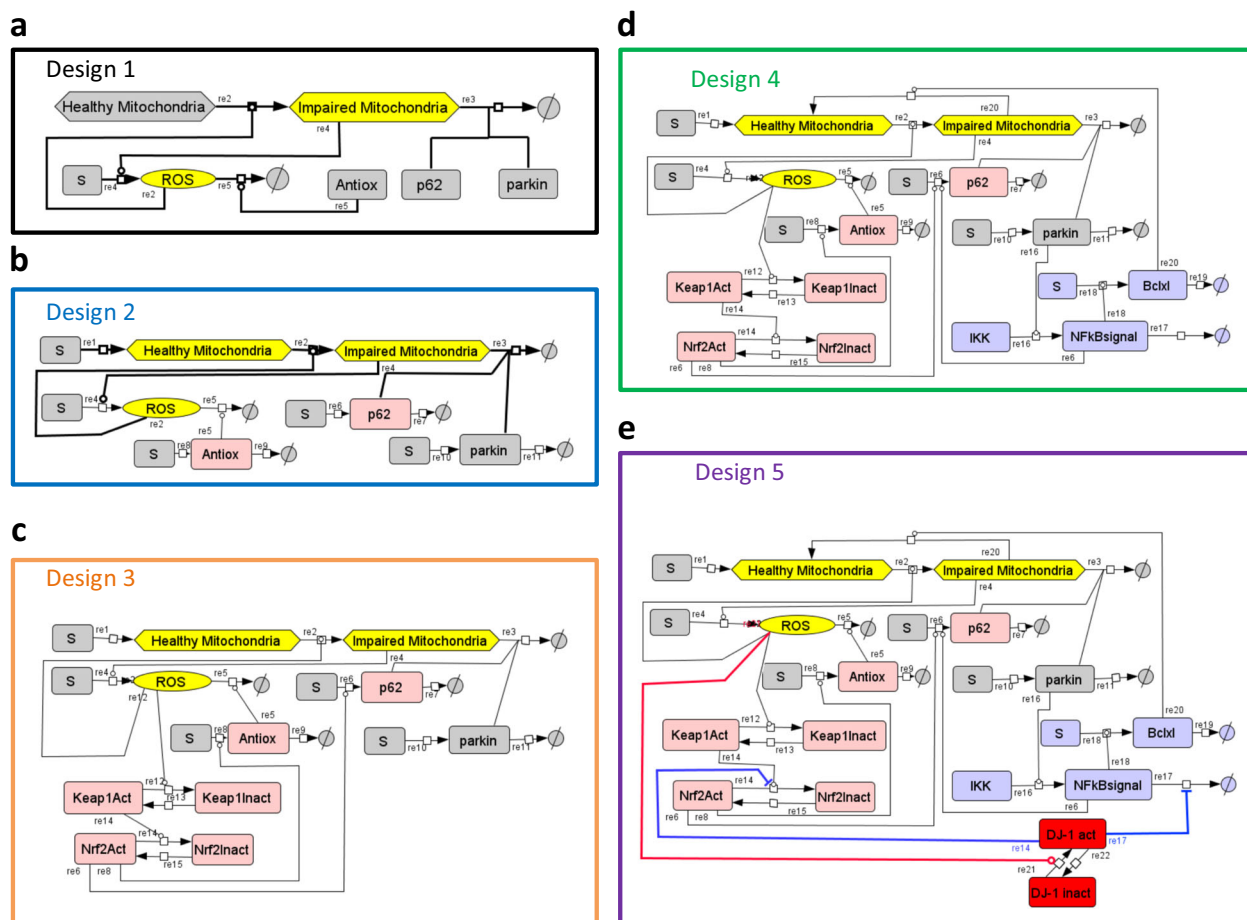 a
Design 1
Healthy Mitochondria re2 Impaired Mitochondria re3
re4
S re4 ROS re5 Antiox p62 parkin
re2 re5
b
Design 2
S re1 Healthy Mitochondria re2 Impaired Mitochondria re3
re4
S re4 ROS re5 S re6 p62 re7
re2 re5
S re8 Antiox re9 S re10 parkin re11
c
Design 3
S re1 Healthy Mitochondria re2 Impaired Mitochondria re3
re4
S re4 ROS re5 S re6 p62 re7
re12 re5
S re8 Antiox re9 S re10 parkin re11
Keap1Act re12 re13 Keap1Inact
re14
Nrf2Act re14 re15 Nrf2Inact
re6 re8
d
Design 4
re20
S re1 Healthy Mitochondria re2 Impaired Mitochondria re3
re4
S re4 ROS re5 S re6 p62 re7
re5
S re8 Antiox re9 S re10 parkin re11
re16
Keap1Act re12 re13 Keap1Inact
re14
re20
S re18 Bclxl re19
re18
Nrf2Act re14 re15 Nrf2Inact IKK re16 NFkBsignal re17
re6 re8 re6
e
Design 5
re20
S re1 Healthy Mitochondria re2 Impaired Mitochondria re3
re4
S re4 ROS re5 S re6 p62 re7
re5
S re8 Antiox re9 S re10 parkin re11
re16
Keap1Act re12 re13 Keap1Inact
re14
re20
S re18 Bclxl re19
re18
Nrf2Act re14 re15 Nrf2Inact IKK re16 NFkBsignal re17
re6 re8 re6
re14 DJ-1 act re17
re21 re22
DJ-1 Inact